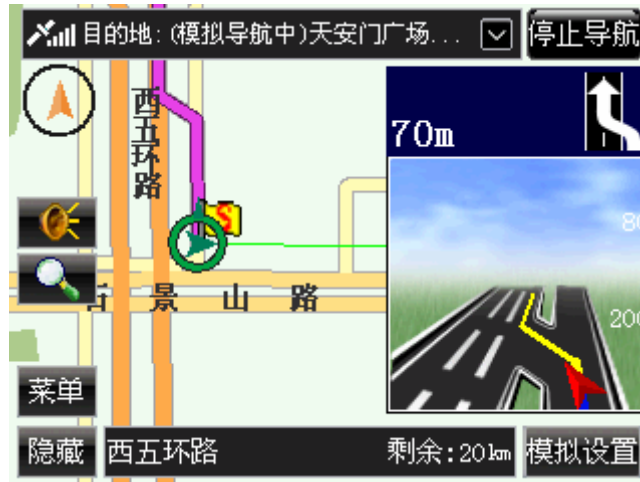 目的地: (模拟导航中)天安门广场...
停止导航
西五环路
70m
80
S
200
石景山路
菜单
隐藏
西五环路
剩余:20km
模拟设置